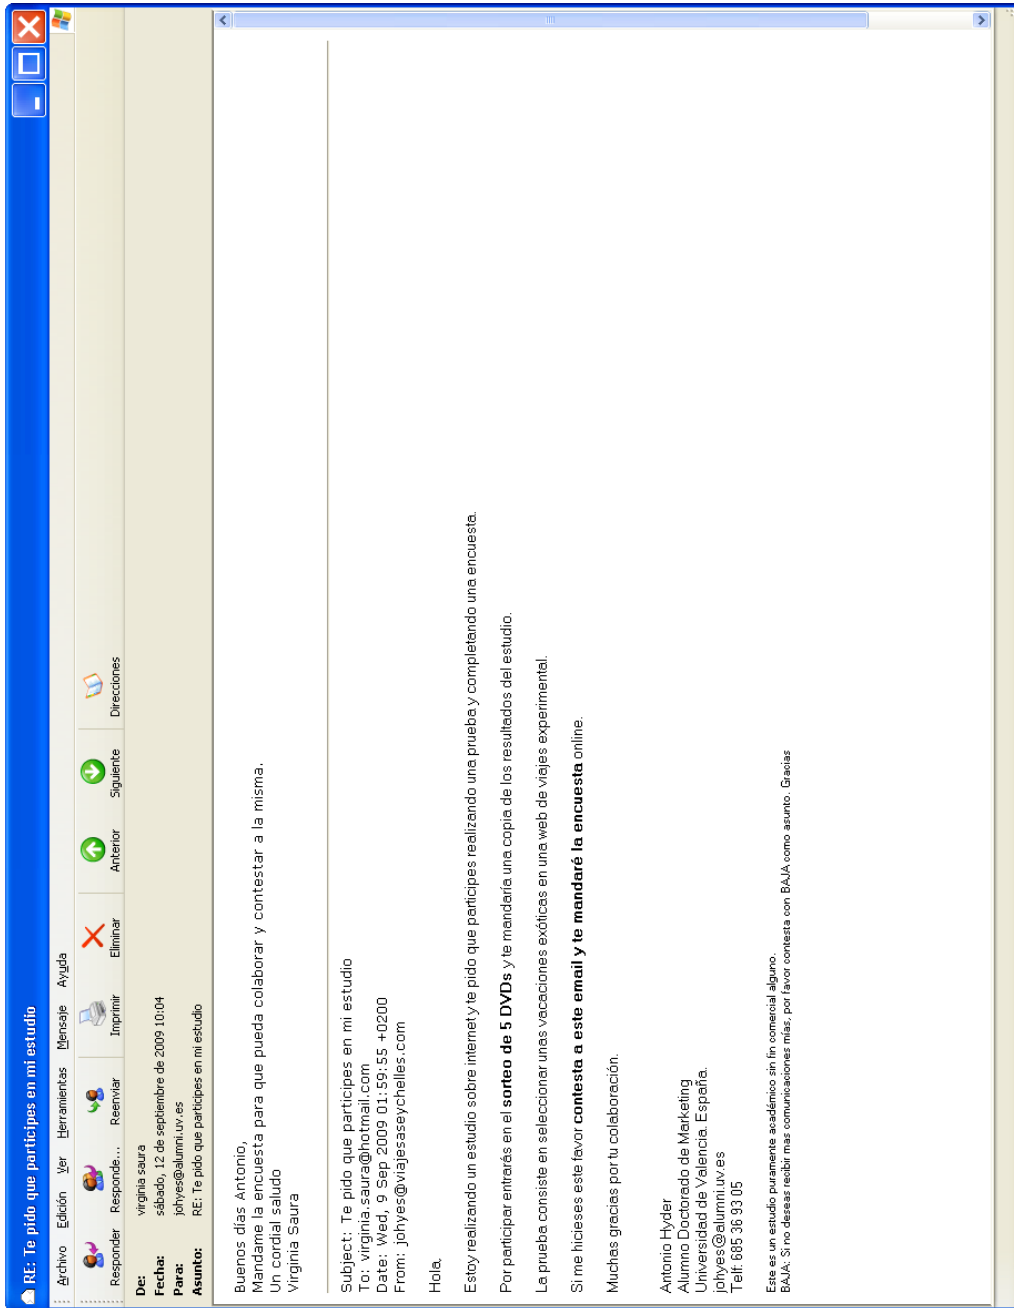 RE: Te pido que participes en mi estudio
Archivo Edición Ver Herramientas Mensaje Ayuda
Responder Responde... Reenviar Imprimir Eliminar Anterior Siguiente Direcciones
De: virginia saura
Fecha: sábado, 12 de septiembre de 2009 10:04
Para: johyes@alumni.uv.es
Asunto: RE: Te pido que participes en mi estudio
Buenos días Antonio,
Mandame la encuesta para que pueda colaborar y contestar a la misma.
Un cordial saludo
Virginia Saura
Subject: Te pido que participes en mi estudio
To: virginia.saura@hotmail.com
Date: Wed, 9 Sep 2009 01:59:55 +0200
From: johyes@viajesaseychelles.com
Hola,
Estoy realizando un estudio sobre internet y te pido que participes realizando una prueba y completando una encuesta.
Por participar entrarás en el sorteo de 5 DVDs y te mandaría una copia de los resultados del estudio.
La prueba consiste en seleccionar unas vacaciones exóticas en una web de viajes experimental.
Si me hicieses este favor contesta a este email y te mandaré la encuesta online.
Muchas gracias por tu colaboración.
Antonio Hyder
Alumno Doctorado de Marketing
Universidad de Valencia. España.
johyes@alumni.uv.es
Telf: 685 36 93 05
Este es un estudio puramente académico sin fin comercial alguno.
BAJA: Si no deseas recibir mas comunicaciones mías, por favor contesta con BAJA como asunto. Gracias